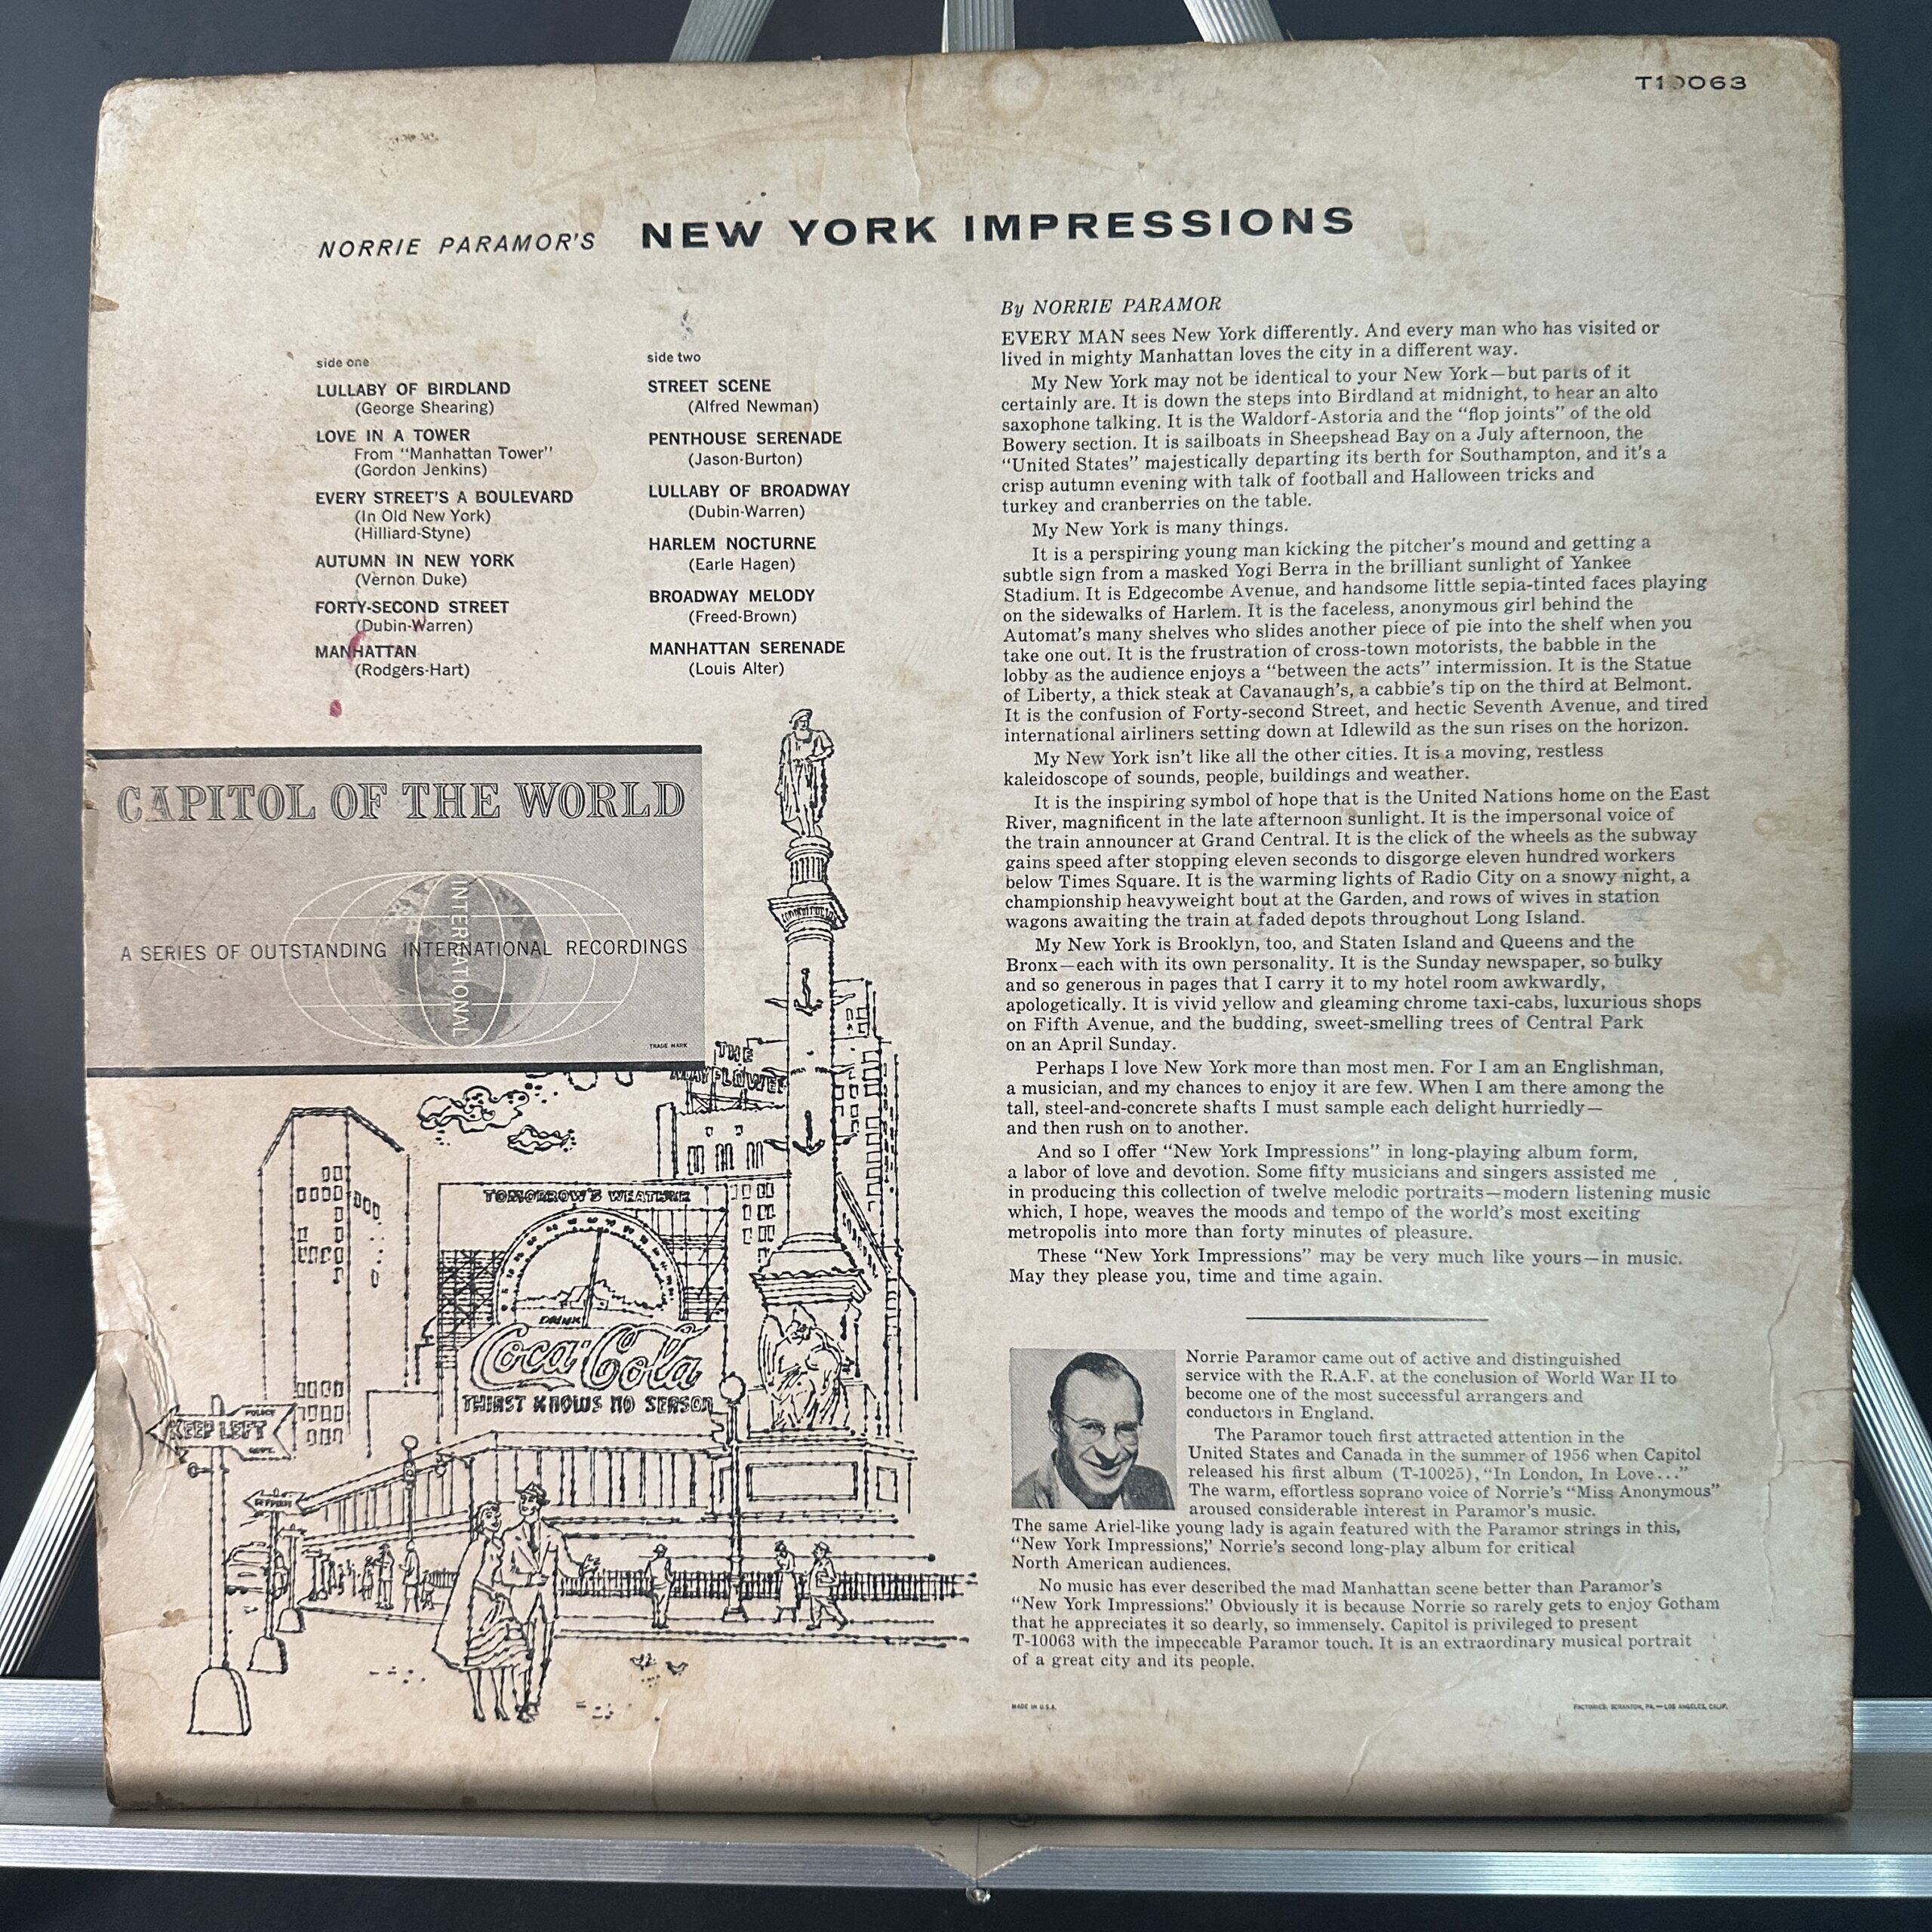 T10063
NORRIE PARAMOR'S NEW YORK IMPRESSIONS
side one
LULLABY OF BIRDLAND
(George Shearing)
LOVE IN A TOWER
From "Manhattan Tower"
(Gordon Jenkins)
EVERY STREET'S A BOULEVARD
(In Old New York)
(Hilliard-Styne)
AUTUMN IN NEW YORK
(Vernon Duke)
FORTY-SECOND STREET
(Dubin-Warren)
MANHATTAN
(Rodgers-Hart)
side two
STREET SCENE
(Alfred Newman)
PENTHOUSE SERENADE
(Jason-Burton)
LULLABY OF BROADWAY
(Dubin-Warren)
HARLEM NOCTURNE
(Earle Hagen)
BROADWAY MELODY
(Freed-Brown)
MANHATTAN SERENADE
(Louis Alter)
CAPITOL OF THE WORLD
INTERNATIONAL
A SERIES OF OUTSTANDING INTERNATIONAL RECORDINGS
TRADE MARK
THE
MAYFLOWER
TOMORROW'S WEATHER
DRINK
Coca-Cola
THIRST KNOWS NO SEASON
POLICE
KEEP LEFT
DEPT.
By NORRIE PARAMOR
EVERY MAN sees New York differently. And every man who has visited or
lived in mighty Manhattan loves the city in a different way.
My New York may not be identical to your New York—but parts of it
certainly are. It is down the steps into Birdland at midnight, to hear an alto
saxophone talking. It is the Waldorf-Astoria and the "flop joints" of the old
Bowery section. It is sailboats in Sheepshead Bay on a July afternoon, the
"United States" majestically departing its berth for Southampton, and it's a
crisp autumn evening with talk of football and Halloween tricks and
turkey and cranberries on the table.
My New York is many things.
It is a perspiring young man kicking the pitcher's mound and getting a
subtle sign from a masked Yogi Berra in the brilliant sunlight of Yankee
Stadium. It is Edgecombe Avenue, and handsome little sepia-tinted faces playing
on the sidewalks of Harlem. It is the faceless, anonymous girl behind the
Automat's many shelves who slides another piece of pie into the shelf when you
take one out. It is the frustration of cross-town motorists, the babble in the
lobby as the audience enjoys a "between the acts" intermission. It is the Statue
of Liberty, a thick steak at Cavanaugh's, a cabbie's tip on the third at Belmont.
It is the confusion of Forty-second Street, and hectic Seventh Avenue, and tired
international airliners setting down at Idlewild as the sun rises on the horizon.
My New York isn't like all the other cities. It is a moving, restless
kaleidoscope of sounds, people, buildings and weather.
It is the inspiring symbol of hope that is the United Nations home on the East
River, magnificent in the late afternoon sunlight. It is the impersonal voice of
the train announcer at Grand Central. It is the click of the wheels as the subway
gains speed after stopping eleven seconds to disgorge eleven hundred workers
below Times Square. It is the warming lights of Radio City on a snowy night, a
championship heavyweight bout at the Garden, and rows of wives in station
wagons awaiting the train at faded depots throughout Long Island.
My New York is Brooklyn, too, and Staten Island and Queens and the
Bronx—each with its own personality. It is the Sunday newspaper, so bulky
and so generous in pages that I carry it to my hotel room awkwardly,
apologetically. It is vivid yellow and gleaming chrome taxi-cabs, luxurious shops
on Fifth Avenue, and the budding, sweet-smelling trees of Central Park
on an April Sunday.
Perhaps I love New York more than most men. For I am an Englishman,
a musician, and my chances to enjoy it are few. When I am there among the
tall, steel-and-concrete shafts I must sample each delight hurriedly—
and then rush on to another.
And so I offer "New York Impressions" in long-playing album form,
a labor of love and devotion. Some fifty musicians and singers assisted me
in producing this collection of twelve melodic portraits—modern listening music
which, I hope, weaves the moods and tempo of the world's most exciting
metropolis into more than forty minutes of pleasure.
These "New York Impressions" may be very much like yours—in music.
May they please you, time and time again.
Norrie Paramor came out of active and distinguished
service with the R.A.F. at the conclusion of World War II to
become one of the most successful arrangers and
conductors in England.
The Paramor touch first attracted attention in the
United States and Canada in the summer of 1956 when Capitol
released his first album (T-10025), "In London, In Love..."
The warm, effortless soprano voice of Norrie's "Miss Anonymous"
aroused considerable interest in Paramor's music.
The same Ariel-like young lady is again featured with the Paramor strings in this,
"New York Impressions," Norrie's second long-play album for critical
North American audiences.
No music has ever described the mad Manhattan scene better than Paramor's
"New York Impressions." Obviously it is because Norrie so rarely gets to enjoy Gotham
that he appreciates it so dearly, so immensely. Capitol is privileged to present
T-10063 with the impeccable Paramor touch. It is an extraordinary musical portrait
of a great city and its people.
MADE IN U.S.A.
FACTORIES: SCRANTON, PA.—LOS ANGELES, CALIF.